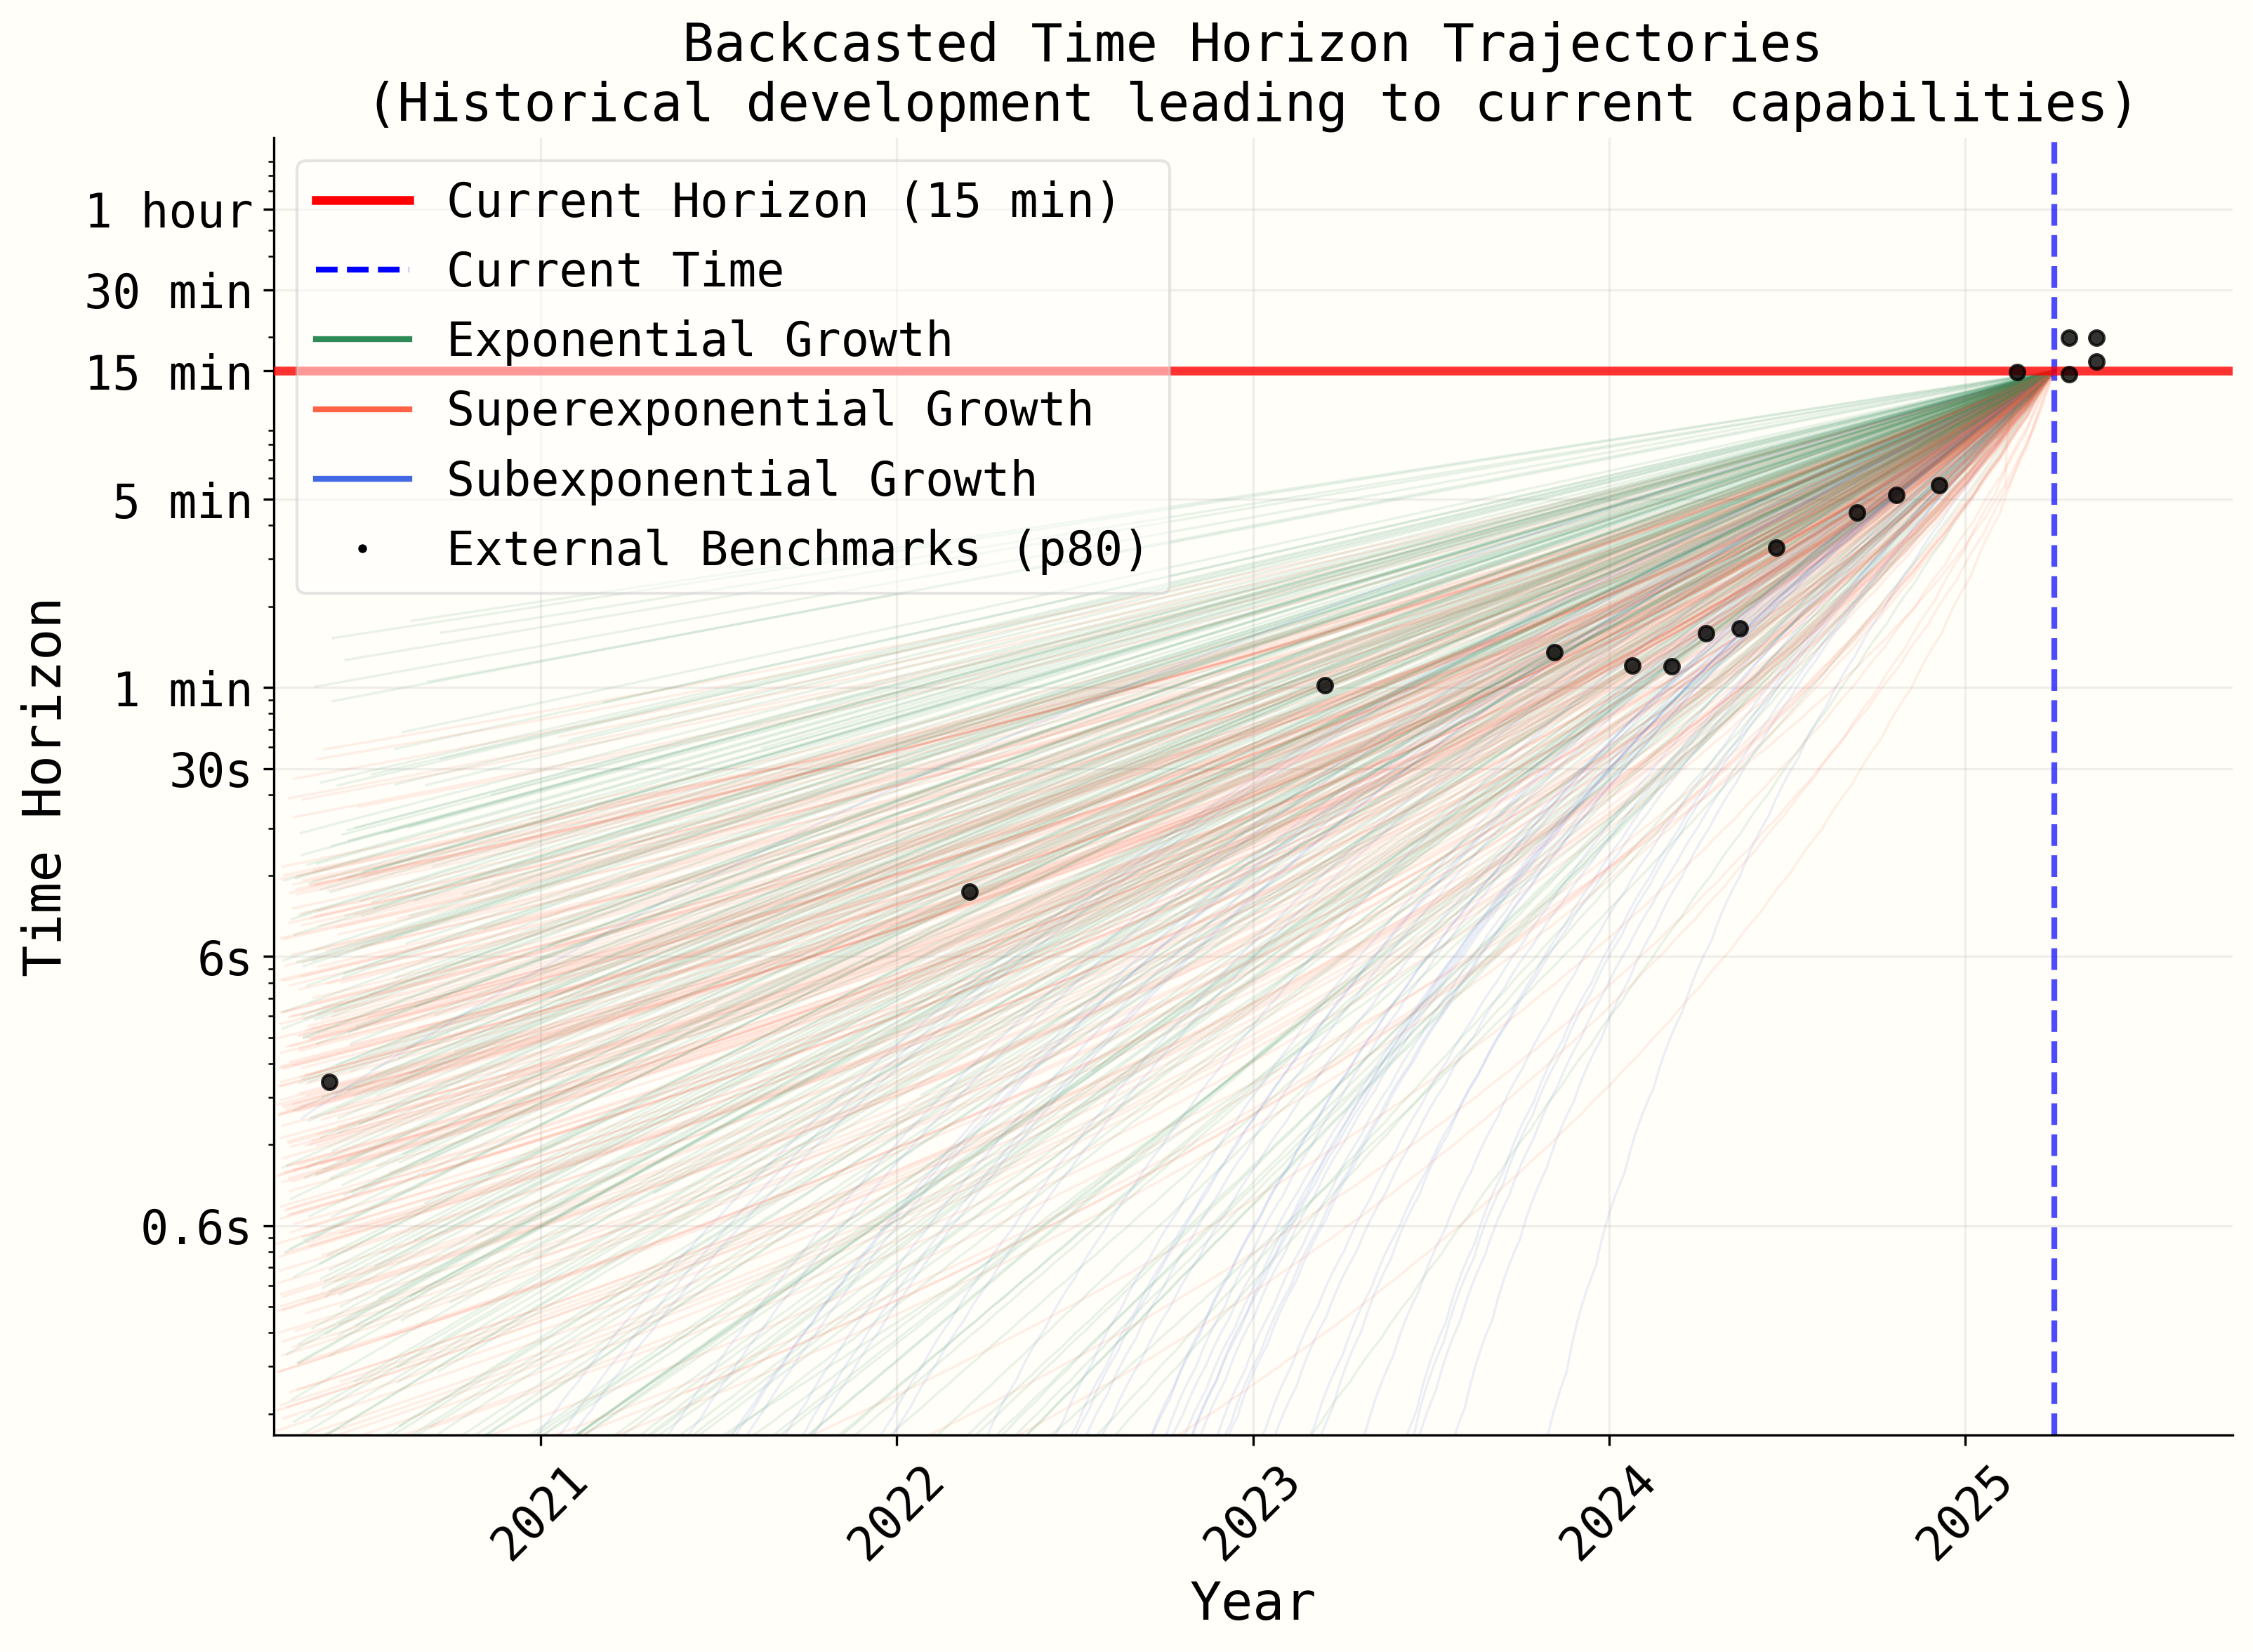 Backcasted Time Horizon Trajectories
(Historical development leading to current capabilities)
Current Horizon (15 min)
Current Time
Exponential Growth
Superexponential Growth
Subexponential Growth
External Benchmarks (p80)
Time Horizon
1 hour
30 min
15 min
5 min
1 min
30s
6s
0.6s
2021
2022
2023
2024
2025
Year